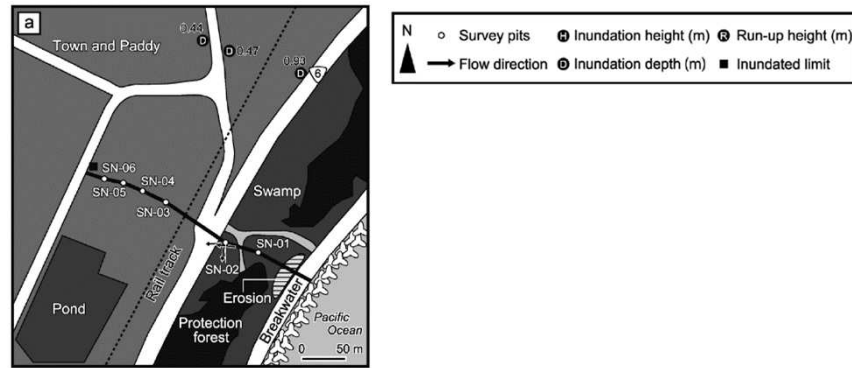 a
Town and Paddy
0.44
D
D
0.47
0.93
D
6
SN-06
SN-05
SN-04
SN-03
Swamp
SN-01
SN-02
Rail track
Erosion
Pond
Protection
forest
Breakwater
Pacific
Ocean
0 50 m
N
Survey pits
H Inundation height (m)
R Run-up height (m)
Flow direction
D Inundation depth (m)
Inundated limit